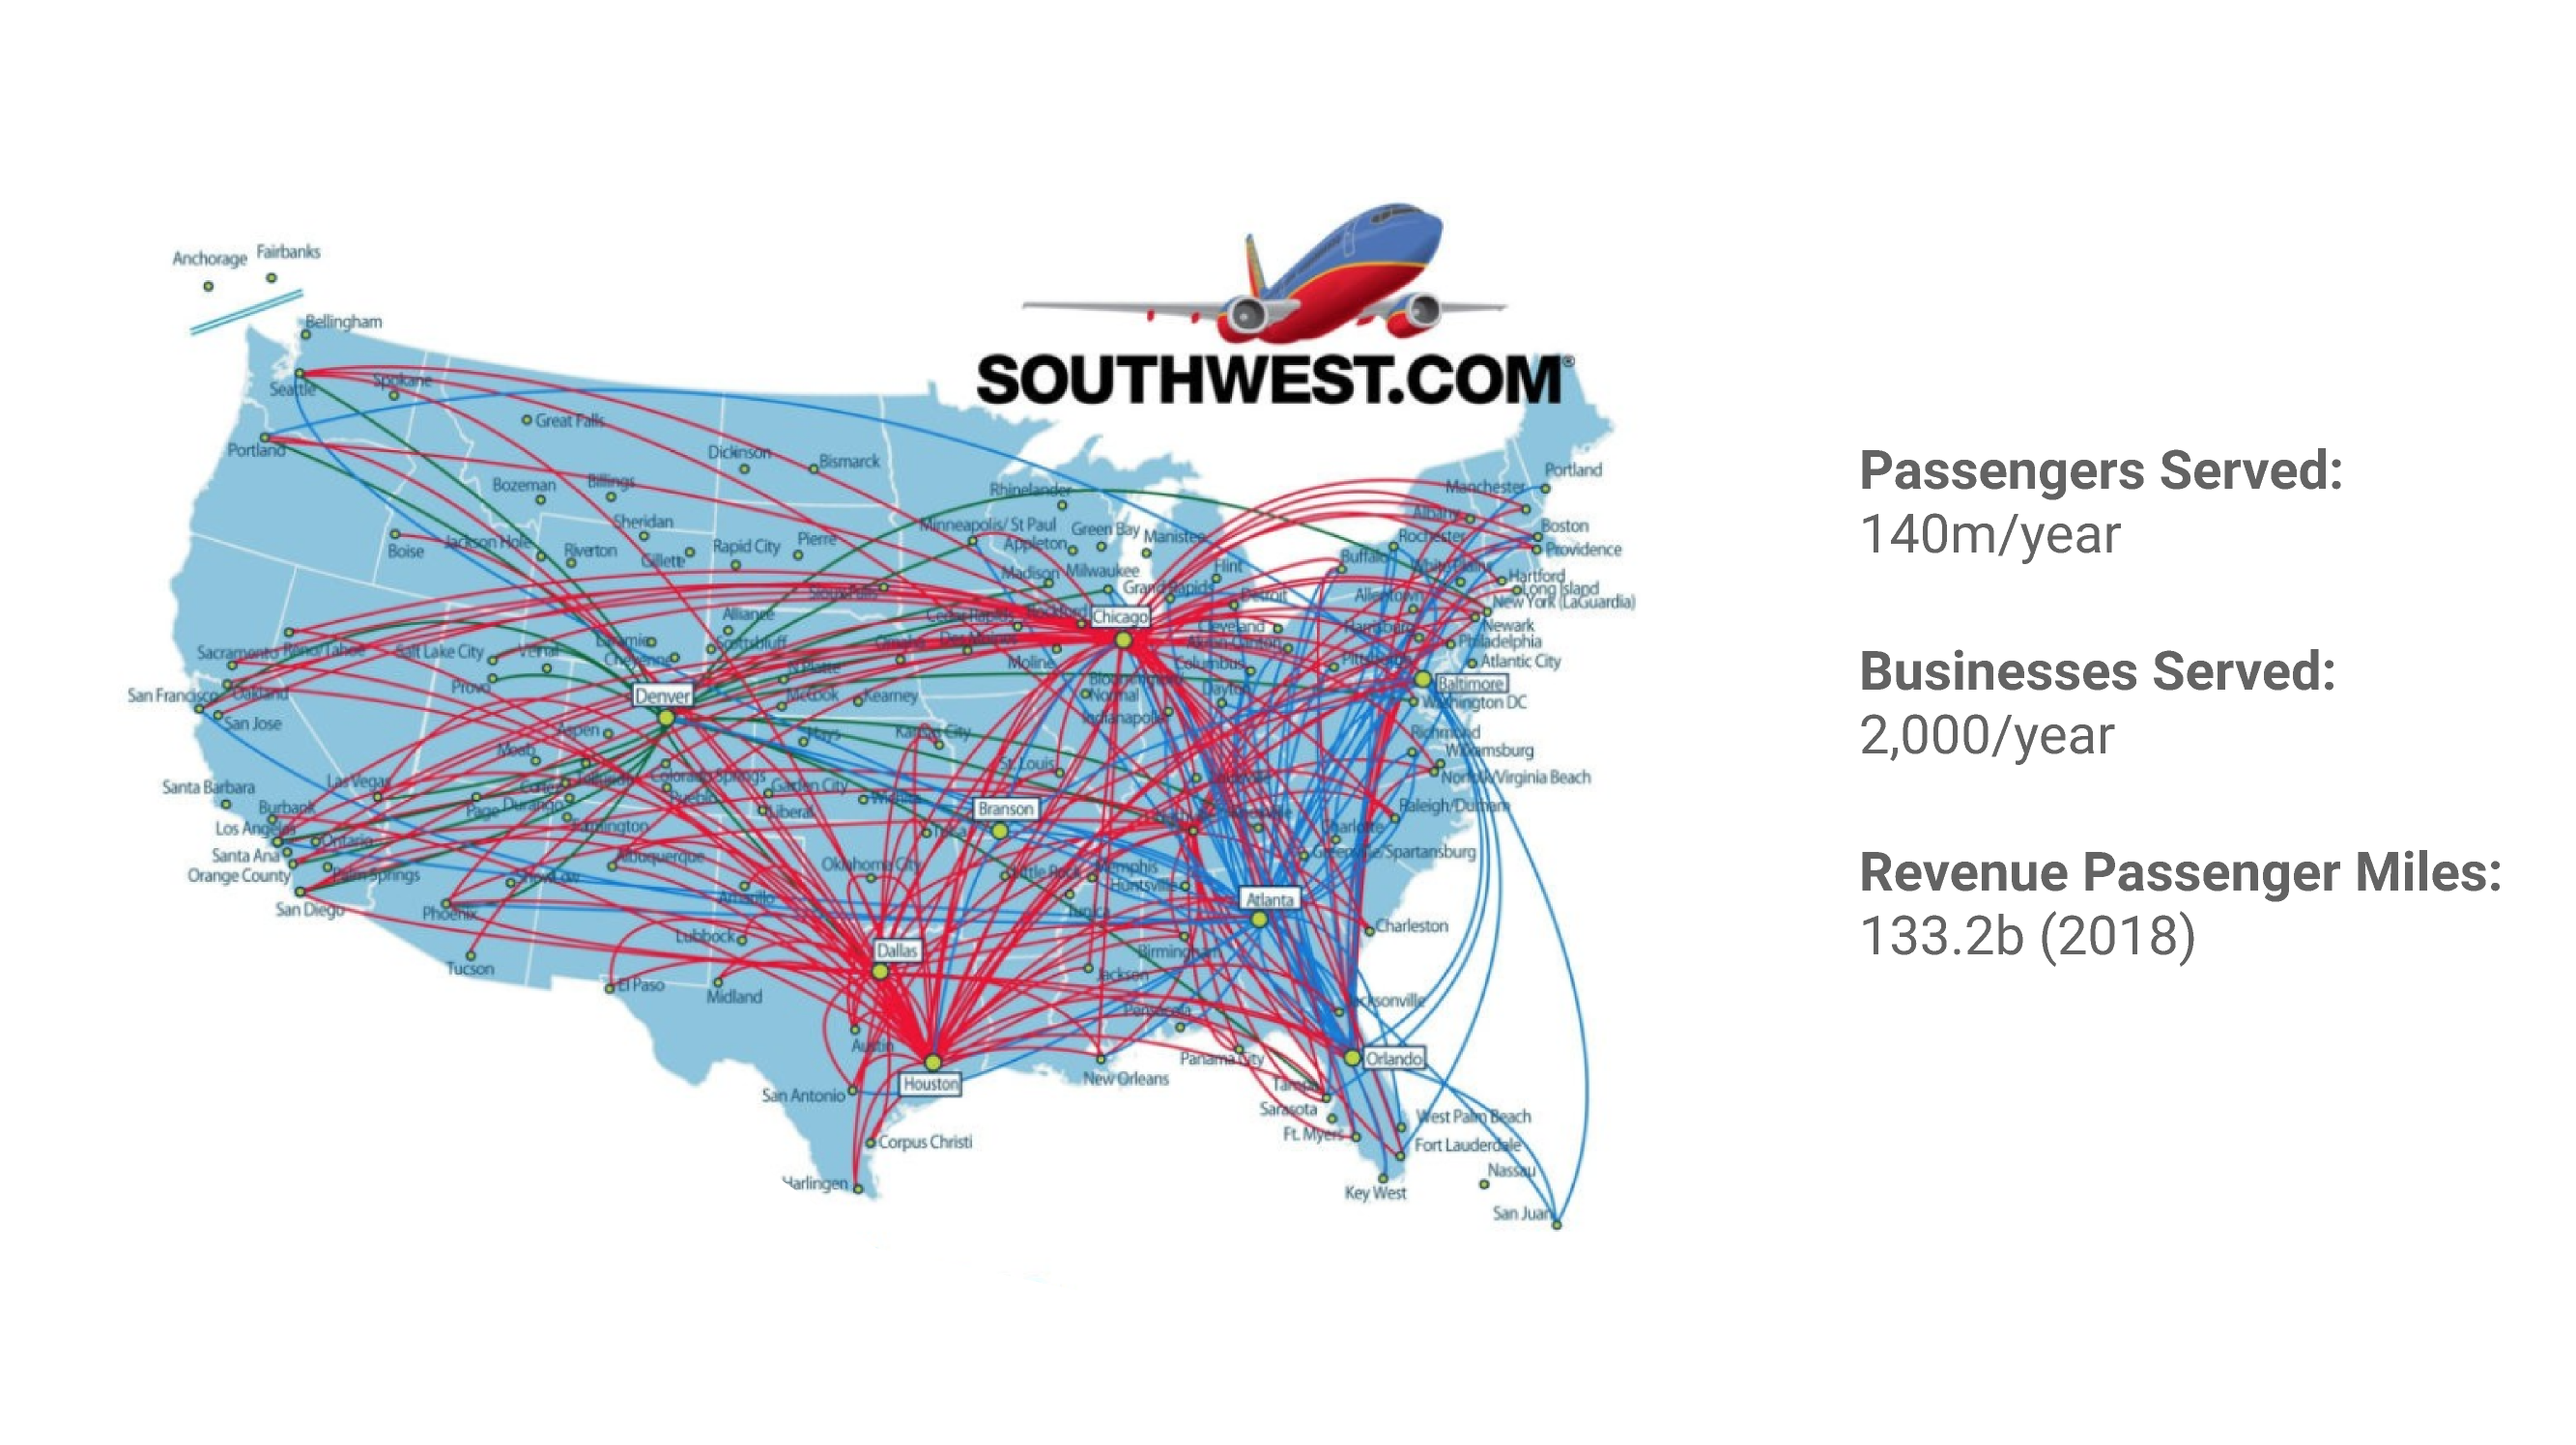 Anchorage
Fairbanks
Bellingham
SOUTHWEST.COM®
Seattle
Spokane
Great Falls
Portland
Dickinson
Bismarck
Portland
Manchester
Bozeman
Billings
Rhinelander
Albany
Sheridan
Minneapolis/ St Paul
Green Bay
Manistee
Boston
Boise
Jackson Hole
Riverton
Gillette
Rapid City
Pierre
Appleton
Rochester
Buffalo
Providence
White Plains
Madison
Milwaukee
Flint
Hartford
Grand Rapids
Detroit
Long Island
Sioux Falls
Allentown
New York (LaGuardia)
Alliance
Cedar Rapids
Rockford
Chicago
Cleveland
Harrisburg
Newark
Laramie
Scottsbluff
Omaha
Des Moines
Akron-Canton
Philadelphia
Sacramento
Reno/Tahoe
Salt Lake City
Vernal
Cheyenne
N Platte
Moline
Columbus
Pittsburgh
Atlantic City
Provo
Denver
McCook
Kearney
Bloomington/
Normal
Dayton
Baltimore
San Francisco
Oakland
Washington DC
San Jose
Indianapolis
Aspen
Hays
Kansas City
Richmond
Moab
Williamsburg
Santa Barbara
Las Vegas
Cortez
Telluride
Colorado Springs
St. Louis
Louisville
Norfolk/Virginia Beach
Garden City
Burbank
Page
Durango
Pueblo
Wichita
Branson
Raleigh/Durham
Los Angeles
Farmington
Liberal
Tulsa
Charlotte
Ontario
Santa Ana
Orange County
Palm Springs
Albuquerque
Oklahoma City
Little Rock
Memphis
Greenville/Spartansburg
Show Low
Huntsville
San Diego
Phoenix
Amarillo
Tunica
Atlanta
Lubbock
Charleston
Dallas
Birmingham
Tucson
El Paso
Midland
Jackson
Jacksonville
Pensacola
Austin
Panama City
Orlando
Houston
New Orleans
San Antonio
Tampa
Sarasota
West Palm Beach
Ft. Myers
Corpus Christi
Fort Lauderdale
Nassau
Harlingen
Key West
San Juan
Passengers Served:
140m/year
Businesses Served:
2,000/year
Revenue Passenger Miles:
133.2b (2018)